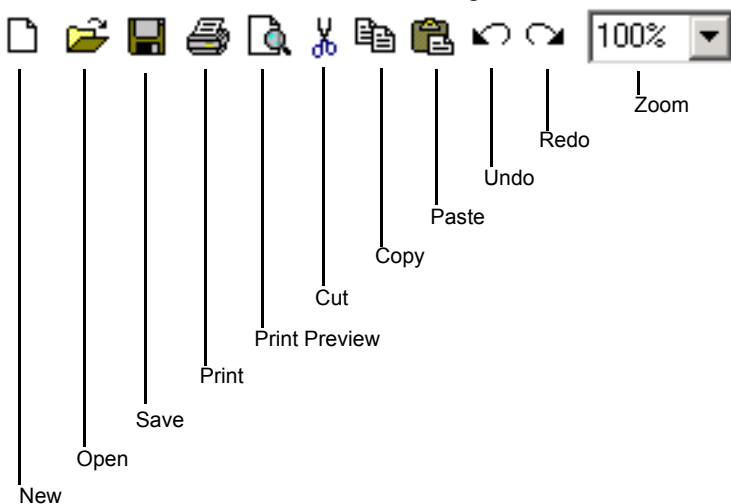 100%
Zoom
Redo
Undo
Paste
Copy
Cut
Print Preview
Print
Save
Open
New